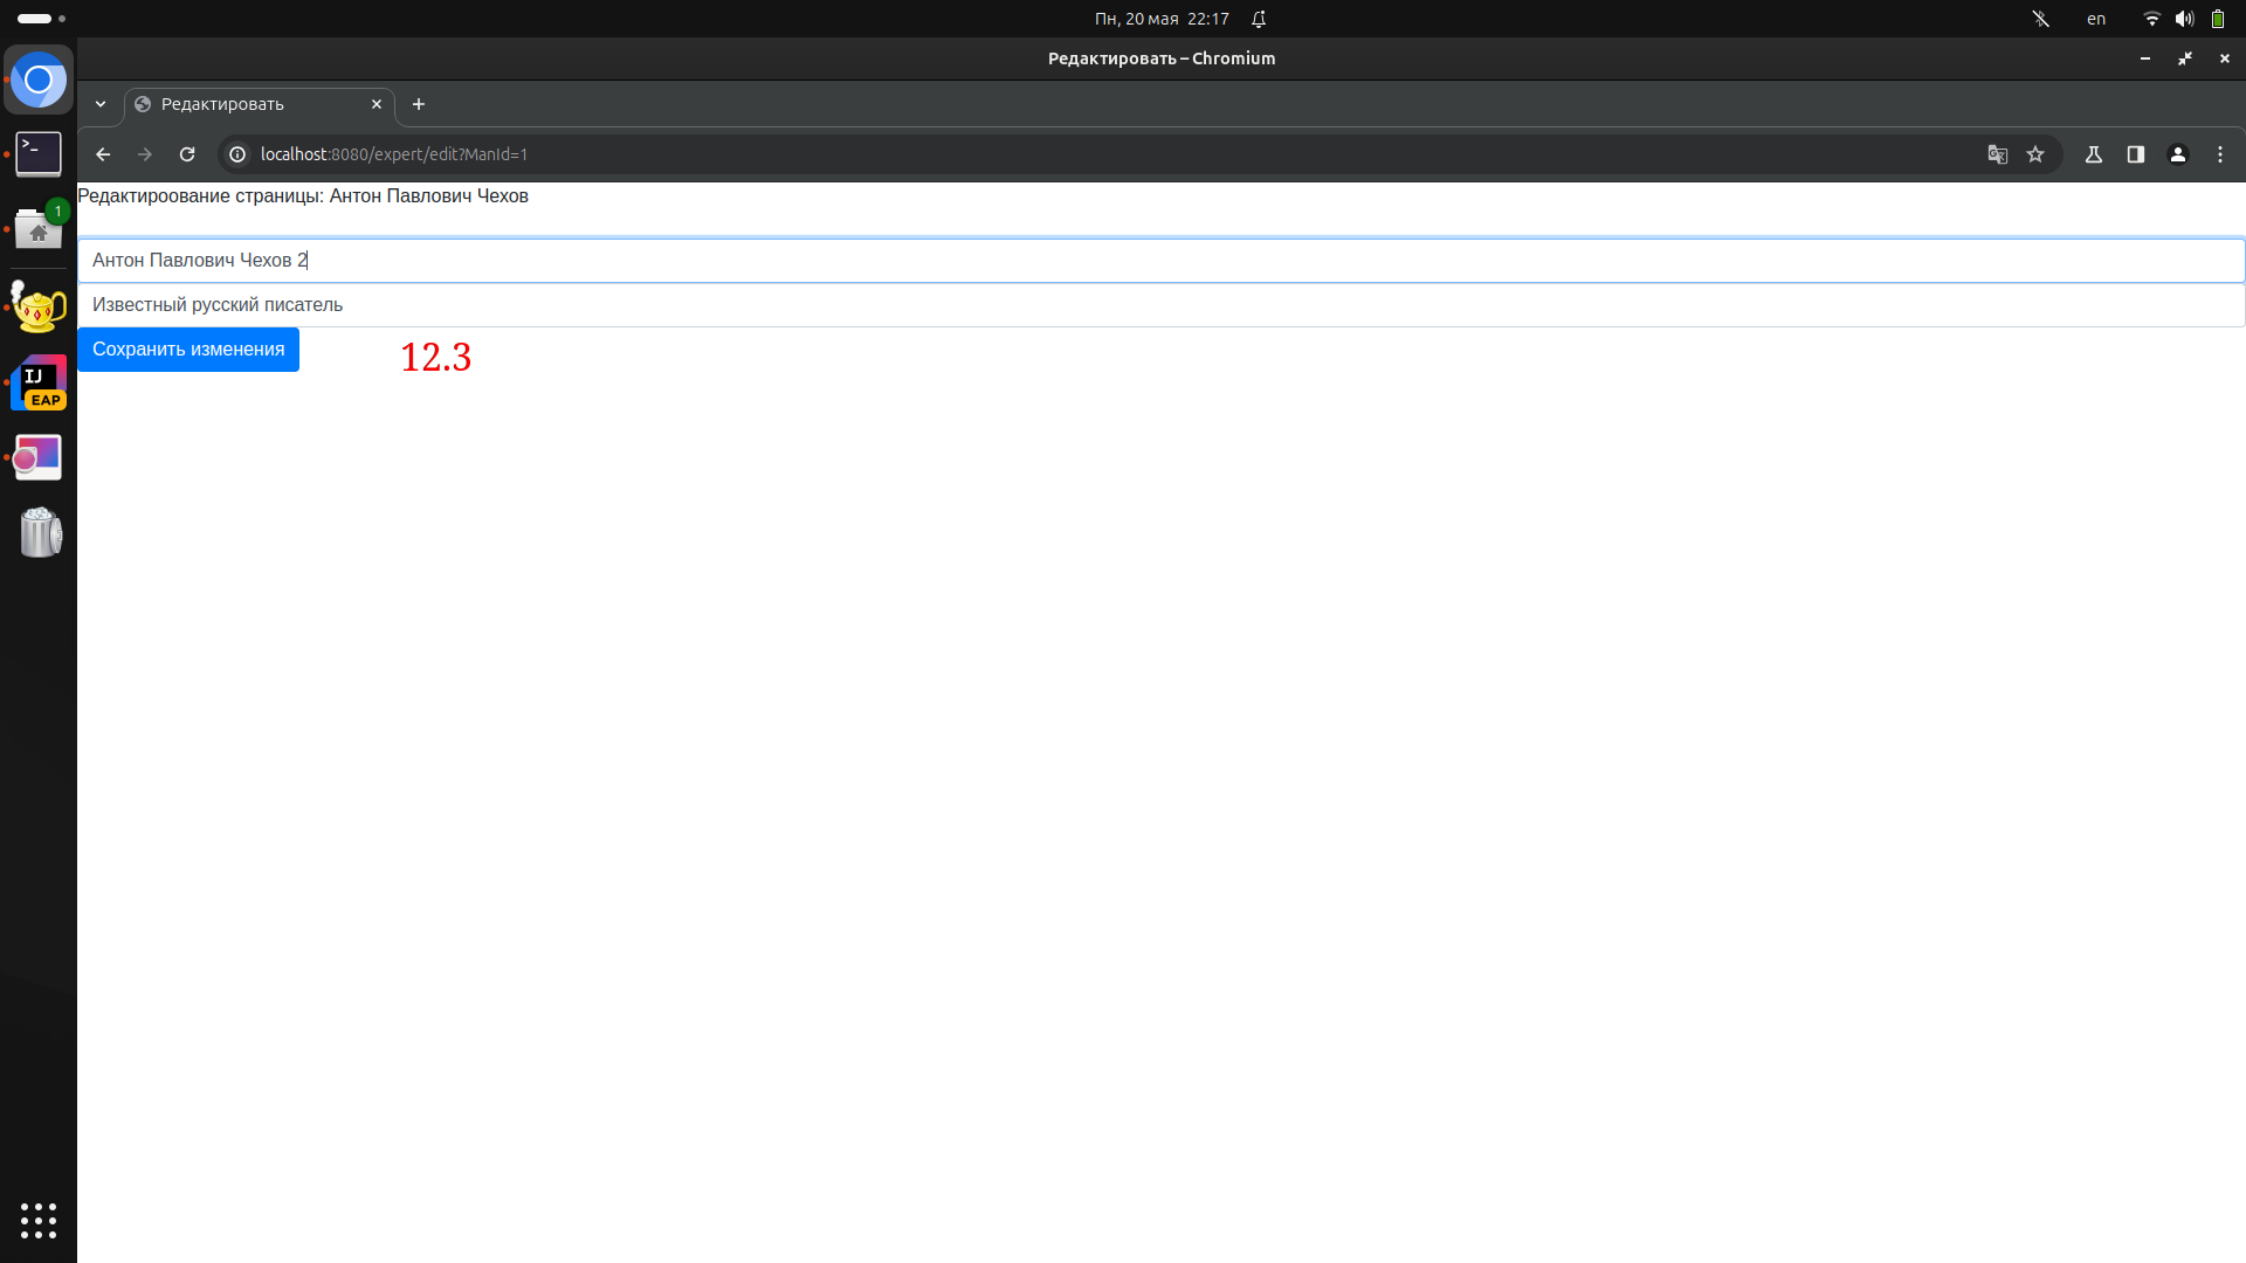 Пн, 20 мая 22:17
en
Редактировать – Chromium
Редактировать
localhost:8080/expert/edit?ManId=1
1
Редактироование страницы: Антон Павлович Чехов
Антон Павлович Чехов 2
Известный русский писатель
Сохранить изменения
12.3
>_
IJ
EAP